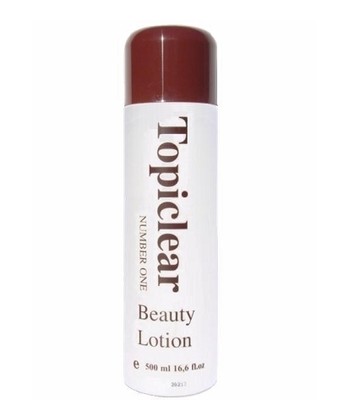 Topiclear
NUMBER ONE
Beauty
Lotion
e 500 ml 16,6 fl.oz